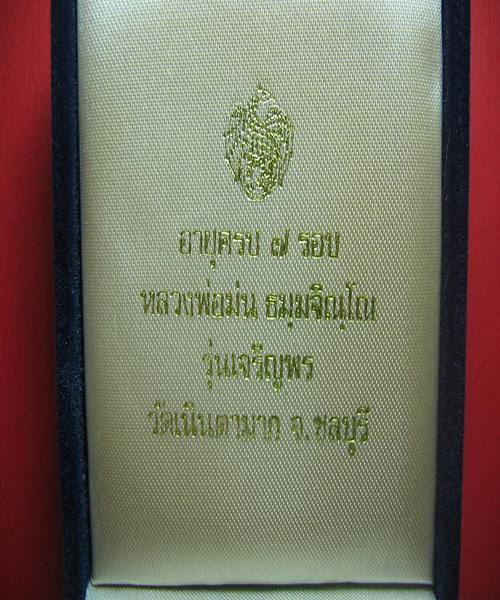 อายุครบ ๗ รอบ
หลวงพ่อม่น ธมฺมจิณฺโณ
รุ่นเจริญพร
วัดเนินตามาก จ.ชลบุรี